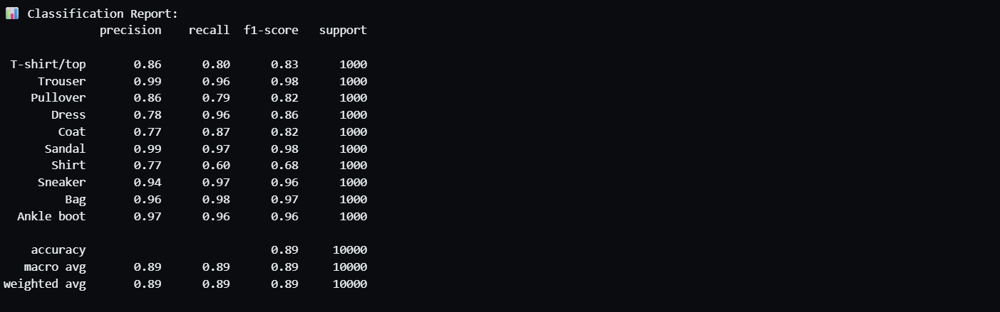 📊 Classification Report:
precision recall f1-score support
T-shirt/top 0.86 0.80 0.83 1000
Trouser 0.99 0.96 0.98 1000
Pullover 0.86 0.79 0.82 1000
Dress 0.78 0.96 0.86 1000
Coat 0.77 0.87 0.82 1000
Sandal 0.99 0.97 0.98 1000
Shirt 0.77 0.60 0.68 1000
Sneaker 0.94 0.97 0.96 1000
Bag 0.96 0.98 0.97 1000
Ankle boot 0.97 0.96 0.96 1000
accuracy 0.89 10000
macro avg 0.89 0.89 0.89 10000
weighted avg 0.89 0.89 0.89 10000